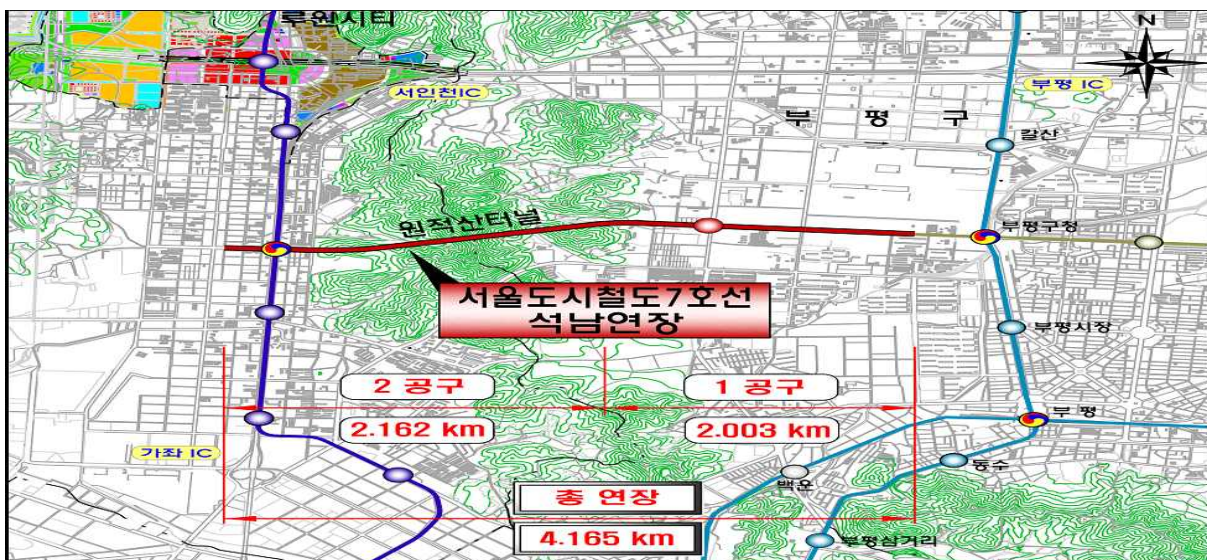 루원시티
N
서인천IC
부평 IC
부 평 구
갈산
원적산터널
부평구청
서울도시철도7호선
석남연장
부평시장
2 공구
1 공구
2.162 km
2.003 km
부 평
가좌 IC
동수
백운
총 연장
4.165 km
부평삼거리